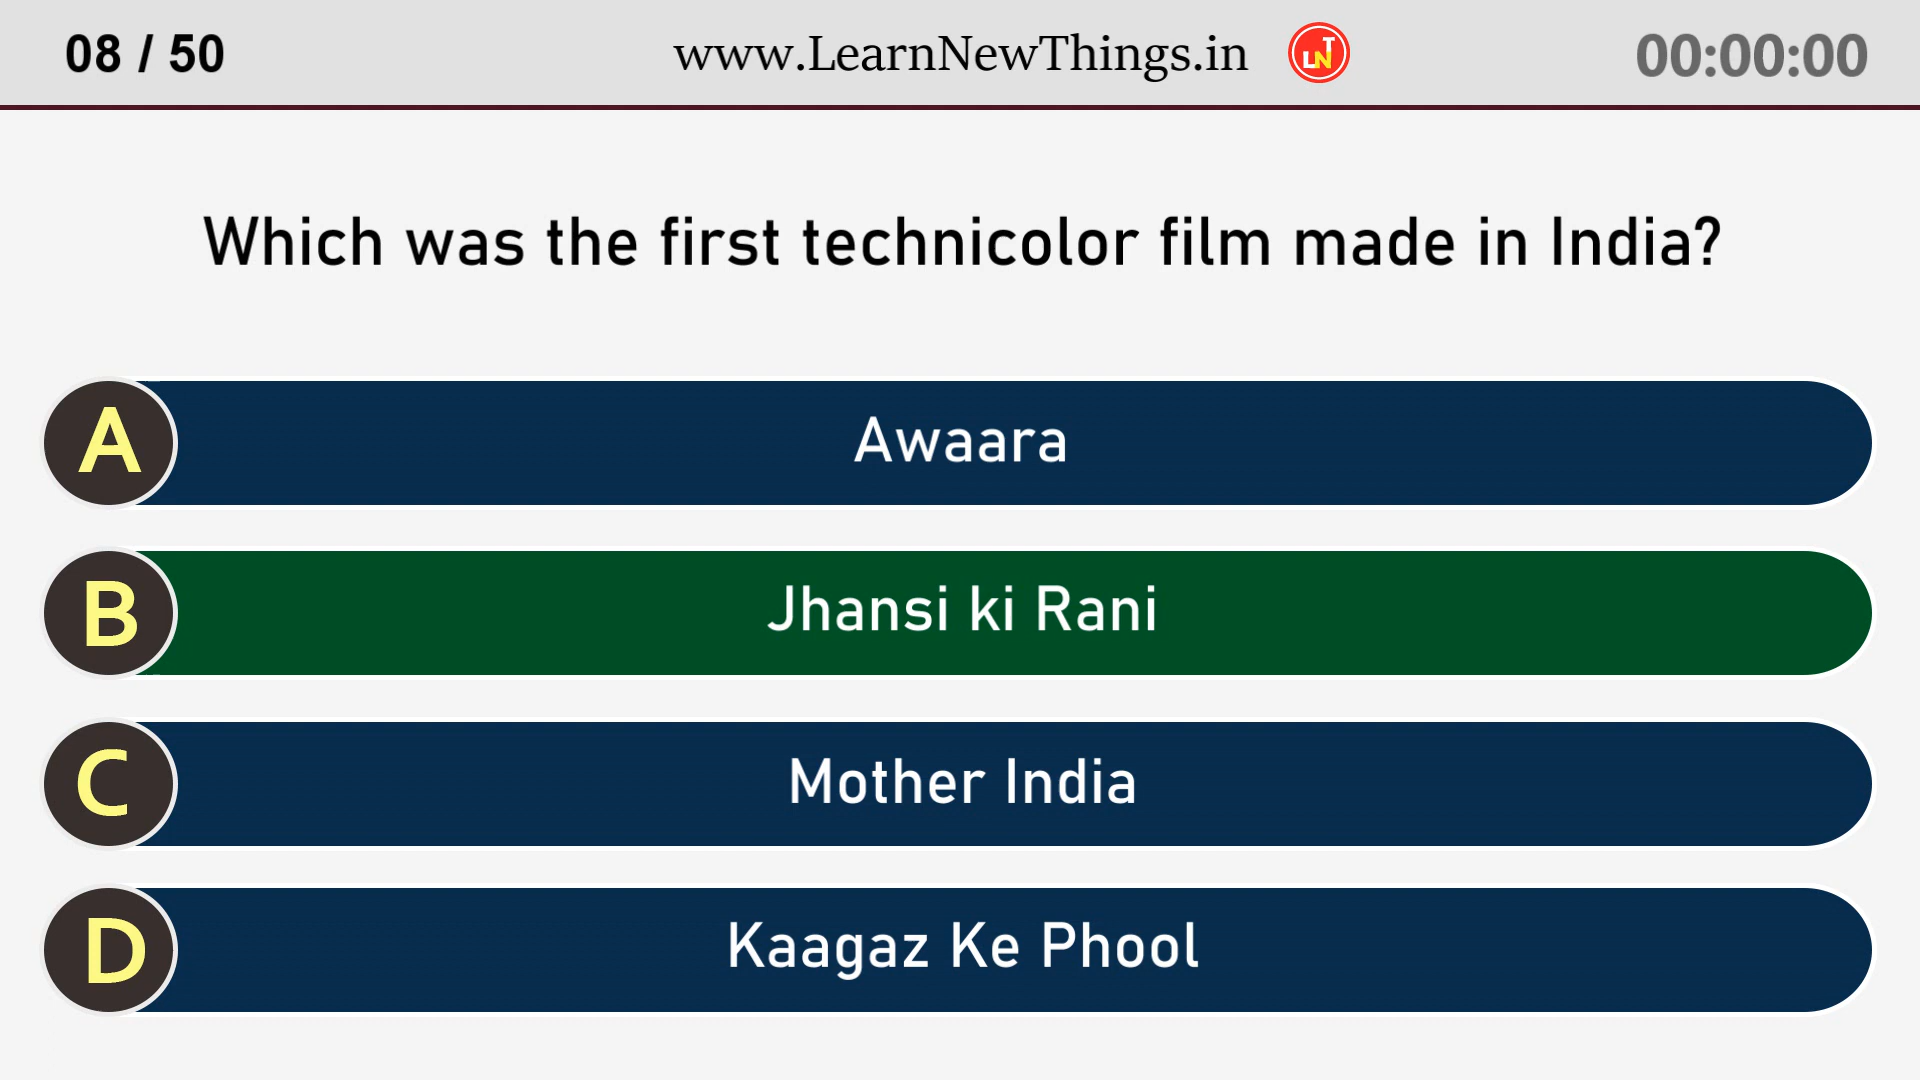 08 / 50
www.LearnNewThings.in
LNT
00:00:00
Which was the first technicolor film made in India?
A
Awaara
B
Jhansi ki Rani
C
Mother India
D
Kaagaz Ke Phool